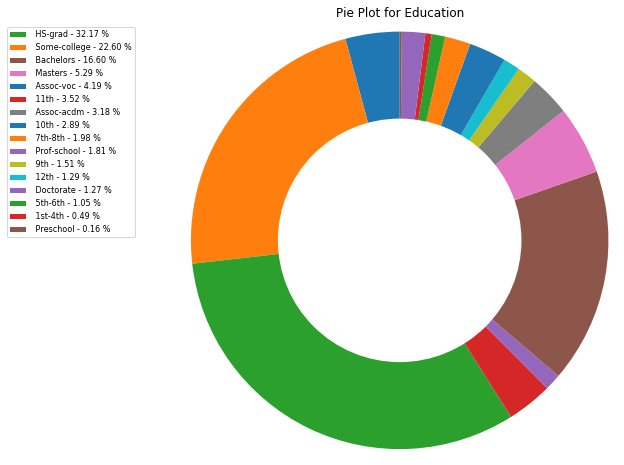 Pie Plot for Education
HS-grad - 32.17 %
Some-college - 22.60 %
Bachelors - 16.60 %
Masters - 5.29 %
Assoc-voc - 4.19 %
11th - 3.52 %
Assoc-acdm - 3.18 %
10th - 2.89 %
7th-8th - 1.98 %
Prof-school - 1.81 %
9th - 1.51 %
12th - 1.29 %
Doctorate - 1.27 %
5th-6th - 1.05 %
1st-4th - 0.49 %
Preschool - 0.16 %